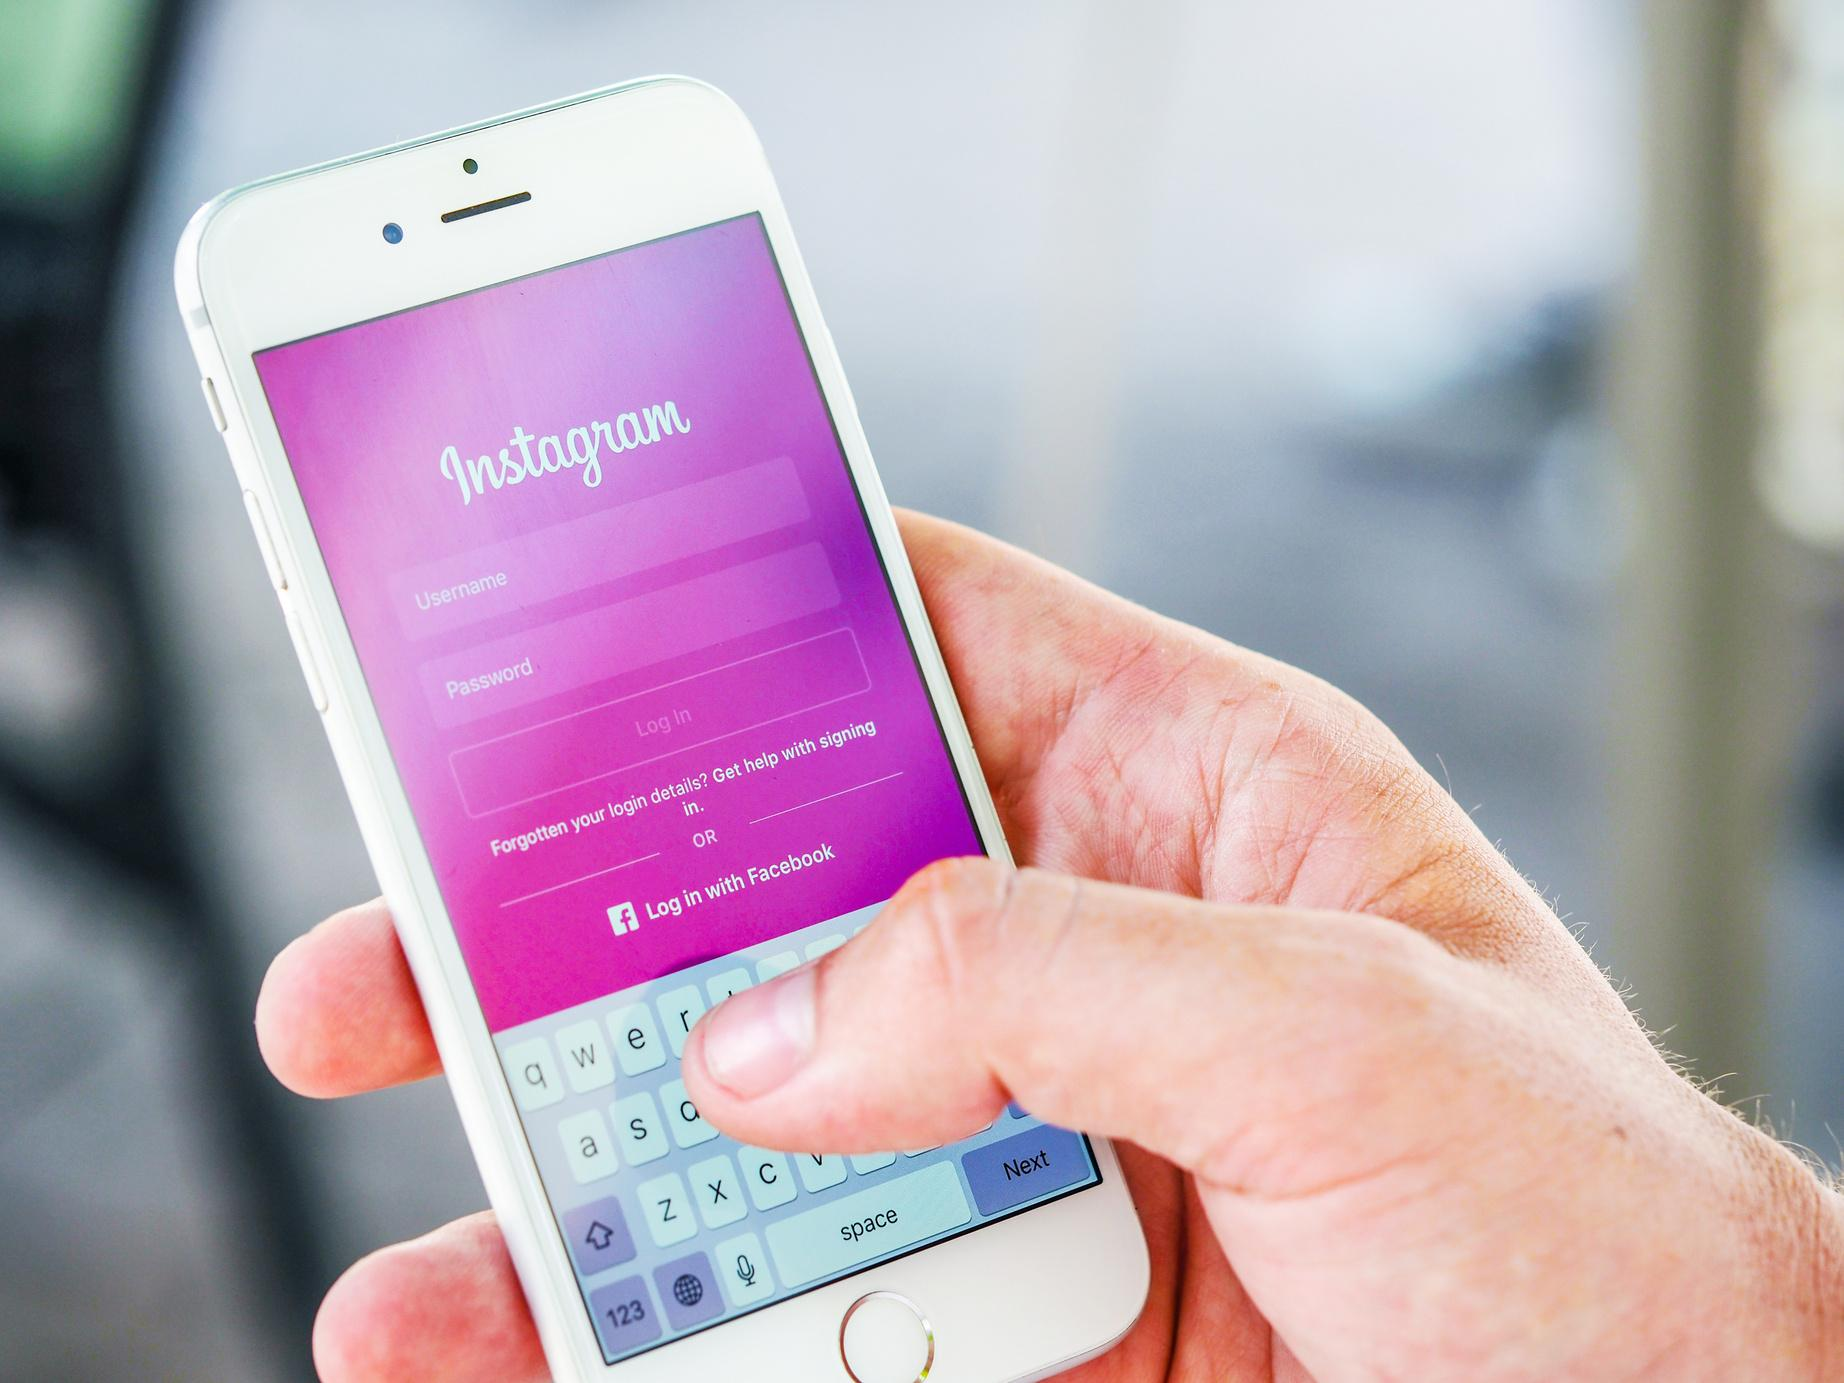 Instagram
Username
Password
Log In
Forgotten your login details? Get help with signing
in.
OR
f Log in with Facebook
q w e r
a s d
z x c v
space Next
123